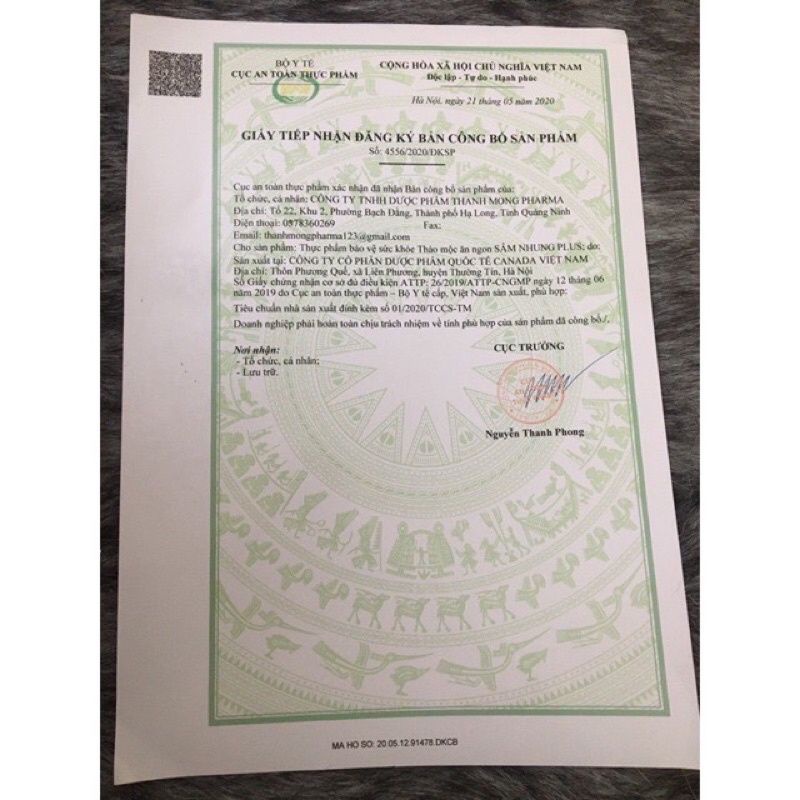 BỘ Y TẾ
CỤC AN TOÀN THỰC PHẨM
CỘNG HÒA XÃ HỘI CHỦ NGHĨA VIỆT NAM
Độc lập - Tự do - Hạnh phúc
Hà Nội, ngày 21 tháng 05 năm 2020
GIẤY TIẾP NHẬN ĐĂNG KÝ BẢN CÔNG BỐ SẢN PHẨM
Số: 4556/2020/ĐKSP
Cục an toàn thực phẩm xác nhận đã nhận Bản công bố sản phẩm của:
Tổ chức, cá nhân: CÔNG TY TNHH DƯỢC PHẨM THANH MONG PHARMA
Địa chỉ: Tổ 22, Khu 2, Phường Bạch Đằng, Thành phố Hạ Long, Tỉnh Quảng Ninh
Điện thoại: 0578360269 Fax:
Email: thanhmongpharma123@gmail.com
Cho sản phẩm: Thực phẩm bảo vệ sức khỏe Thảo mộc ăn ngon SÂM NHUNG PLUS; do:
Sản xuất tại: CÔNG TY CỔ PHẦN DƯỢC PHẨM QUỐC TẾ CANADA VIỆT NAM
Địa chỉ: Thôn Phương Quế, xã Liên Phương, huyện Thường Tín, Hà Nội
Số Giấy chứng nhận cơ sở đủ điều kiện ATTP: 26/2019/ATTP-CNGMP ngày 12 tháng 06
năm 2019 do Cục an toàn thực phẩm – Bộ Y tế cấp, Việt Nam sản xuất, phù hợp:
Tiêu chuẩn nhà sản xuất đính kèm số 01/2020/TCCS-TM
Doanh nghiệp phải hoàn toàn chịu trách nhiệm về tính phù hợp của sản phẩm đã công bố./.
Nơi nhận:
- Tổ chức, cá nhân;
- Lưu trữ.
CỤC TRƯỞNG
Nguyễn Thanh Phong
MA HO SO: 20.05.12.91478.DKCB